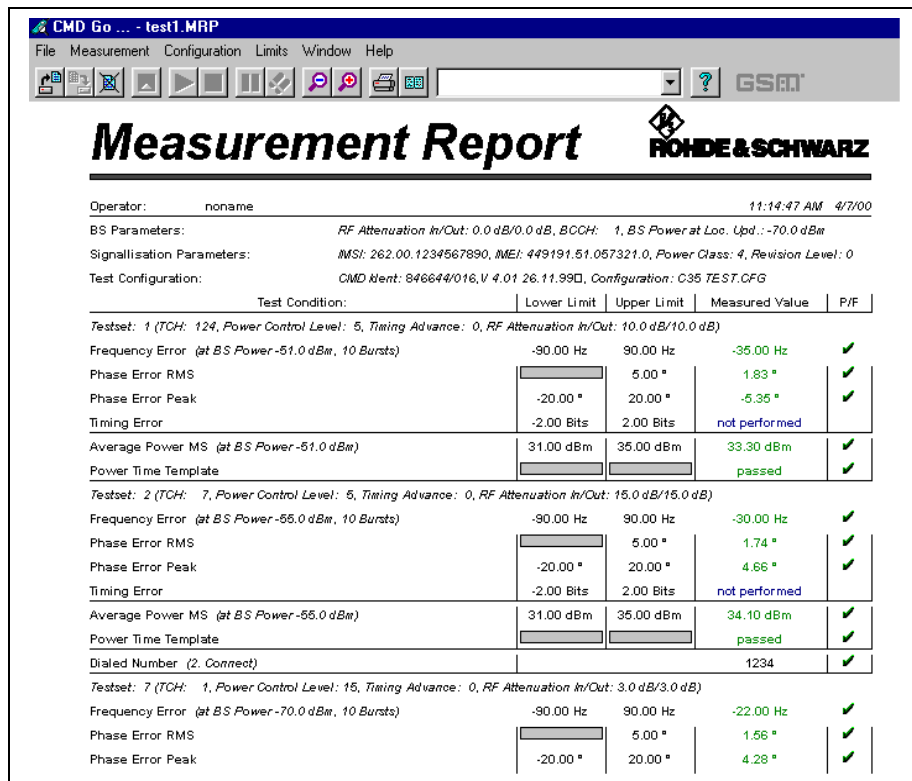 CMD Go ... - test1.MRP
File Measurement Configuration Limits Window Help
GSM
Measurement Report
ROHDE & SCHWARZ
Operator: noname 11:14:47 AM 4/7/00
BS Parameters: RF Attenuation In/Out: 0.0 dB/0.0 dB, BCCH: 1, BS Power at Loc. Upd.: -70.0 dBm
Signallisation Parameters: IMSI: 262.00.1234567890, IMEI: 449191.51.057321.0, Power Class: 4, Revision Level: 0
Test Configuration: CMD Ident: 846644/016, V 4.01 26.11.99□, Configuration: C35 TEST.CFG
Test Condition: Lower Limit Upper Limit Measured Value P/F
Testset: 1 (TCH: 124, Power Control Level: 5, Timing Advance: 0, RF Attenuation In/Out: 10.0 dB/10.0 dB)
Frequency Error (at BS Power -51.0 dBm, 10 Bursts) -90.00 Hz 90.00 Hz -35.00 Hz ✔
Phase Error RMS 5.00 ° 1.83 ° ✔
Phase Error Peak -20.00 ° 20.00 ° -5.35 ° ✔
Timing Error -2.00 Bits 2.00 Bits not performed
Average Power MS (at BS Power -51.0 dBm) 31.00 dBm 35.00 dBm 33.30 dBm ✔
Power Time Template passed ✔
Testset: 2 (TCH: 7, Power Control Level: 5, Timing Advance: 0, RF Attenuation In/Out: 15.0 dB/15.0 dB)
Frequency Error (at BS Power -55.0 dBm, 10 Bursts) -90.00 Hz 90.00 Hz -30.00 Hz ✔
Phase Error RMS 5.00 ° 1.74 ° ✔
Phase Error Peak -20.00 ° 20.00 ° 4.66 ° ✔
Timing Error -2.00 Bits 2.00 Bits not performed
Average Power MS (at BS Power -55.0 dBm) 31.00 dBm 35.00 dBm 34.10 dBm ✔
Power Time Template passed ✔
Dialed Number (2. Connect) 1234 ✔
Testset: 7 (TCH: 1, Power Control Level: 15, Timing Advance: 0, RF Attenuation In/Out: 3.0 dB/3.0 dB)
Frequency Error (at BS Power -70.0 dBm, 10 Bursts) -90.00 Hz 90.00 Hz -22.00 Hz ✔
Phase Error RMS 5.00 ° 1.56 ° ✔
Phase Error Peak -20.00 ° 20.00 ° 4.28 ° ✔